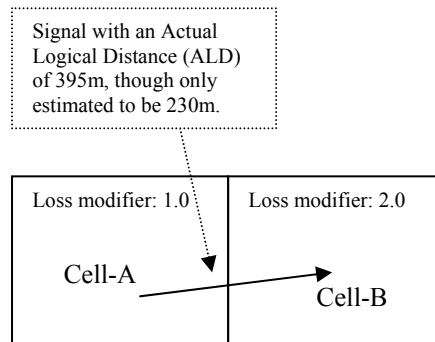 Signal with an Actual
Logical Distance (ALD)
of 395m, though only
estimated to be 230m.
Loss modifier: 1.0
Loss modifier: 2.0
Cell-A
Cell-B